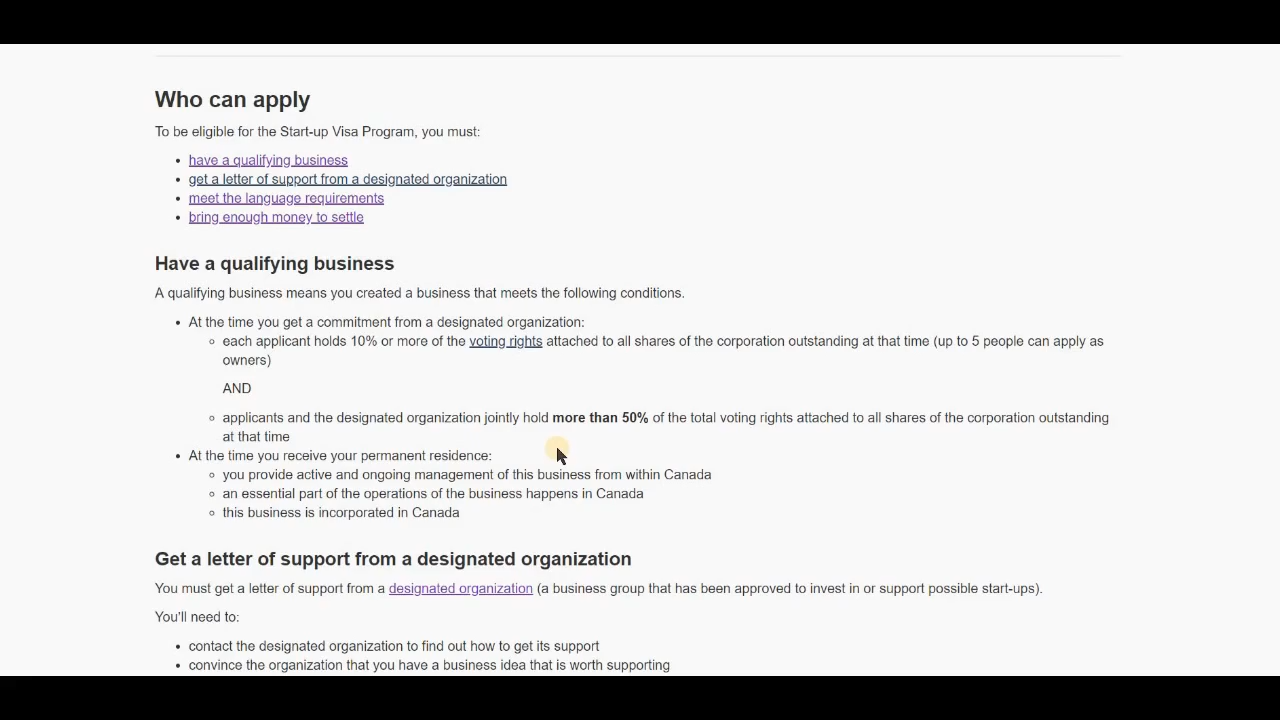 Who can apply
To be eligible for the Start-up Visa Program, you must:
have a qualifying business
get a letter of support from a designated organization
meet the language requirements
bring enough money to settle
Have a qualifying business
A qualifying business means you created a business that meets the following conditions.
At the time you get a commitment from a designated organization:
each applicant holds 10% or more of the voting rights attached to all shares of the corporation outstanding at that time (up to 5 people can apply as
owners)
AND
applicants and the designated organization jointly hold more than 50% of the total voting rights attached to all shares of the corporation outstanding
at that time
At the time you receive your permanent residence:
you provide active and ongoing management of this business from within Canada
an essential part of the operations of the business happens in Canada
this business is incorporated in Canada
Get a letter of support from a designated organization
You must get a letter of support from a designated organization (a business group that has been approved to invest in or support possible start-ups).
You'll need to:
contact the designated organization to find out how to get its support
convince the organization that you have a business idea that is worth supporting